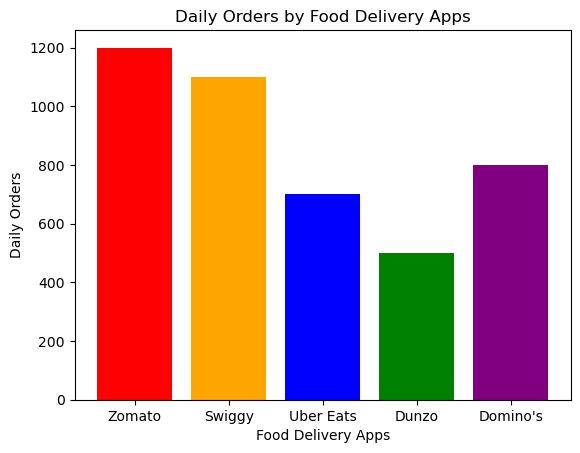 Daily Orders by Food Delivery Apps
1200
1000
800
600
400
200
0
Daily Orders
Zomato Swiggy Uber Eats Dunzo Domino's
Food Delivery Apps